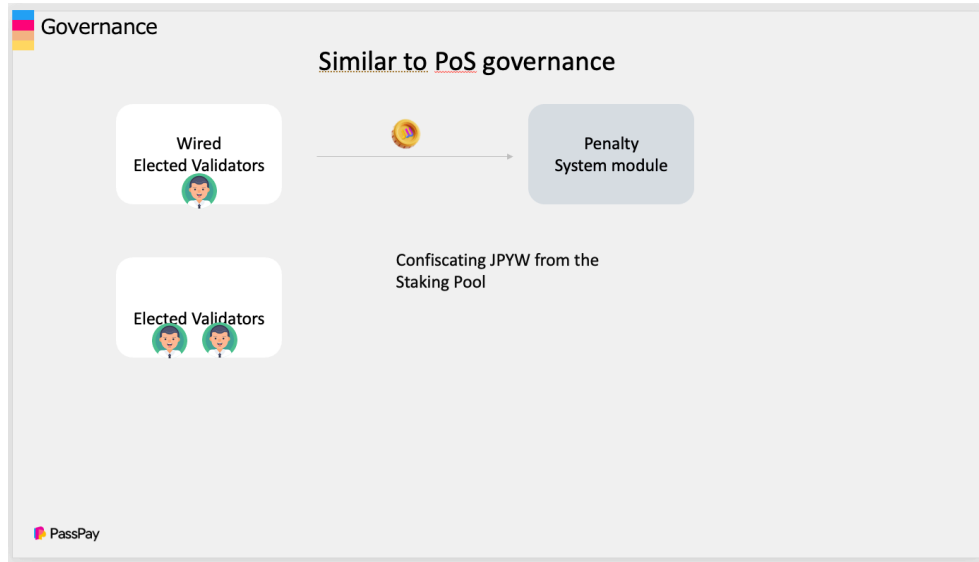 Governance
Similar to PoS governance
Wired
Elected Validators
Penalty
System module
Confiscating JPYW from the
Staking Pool
Elected Validators
PassPay